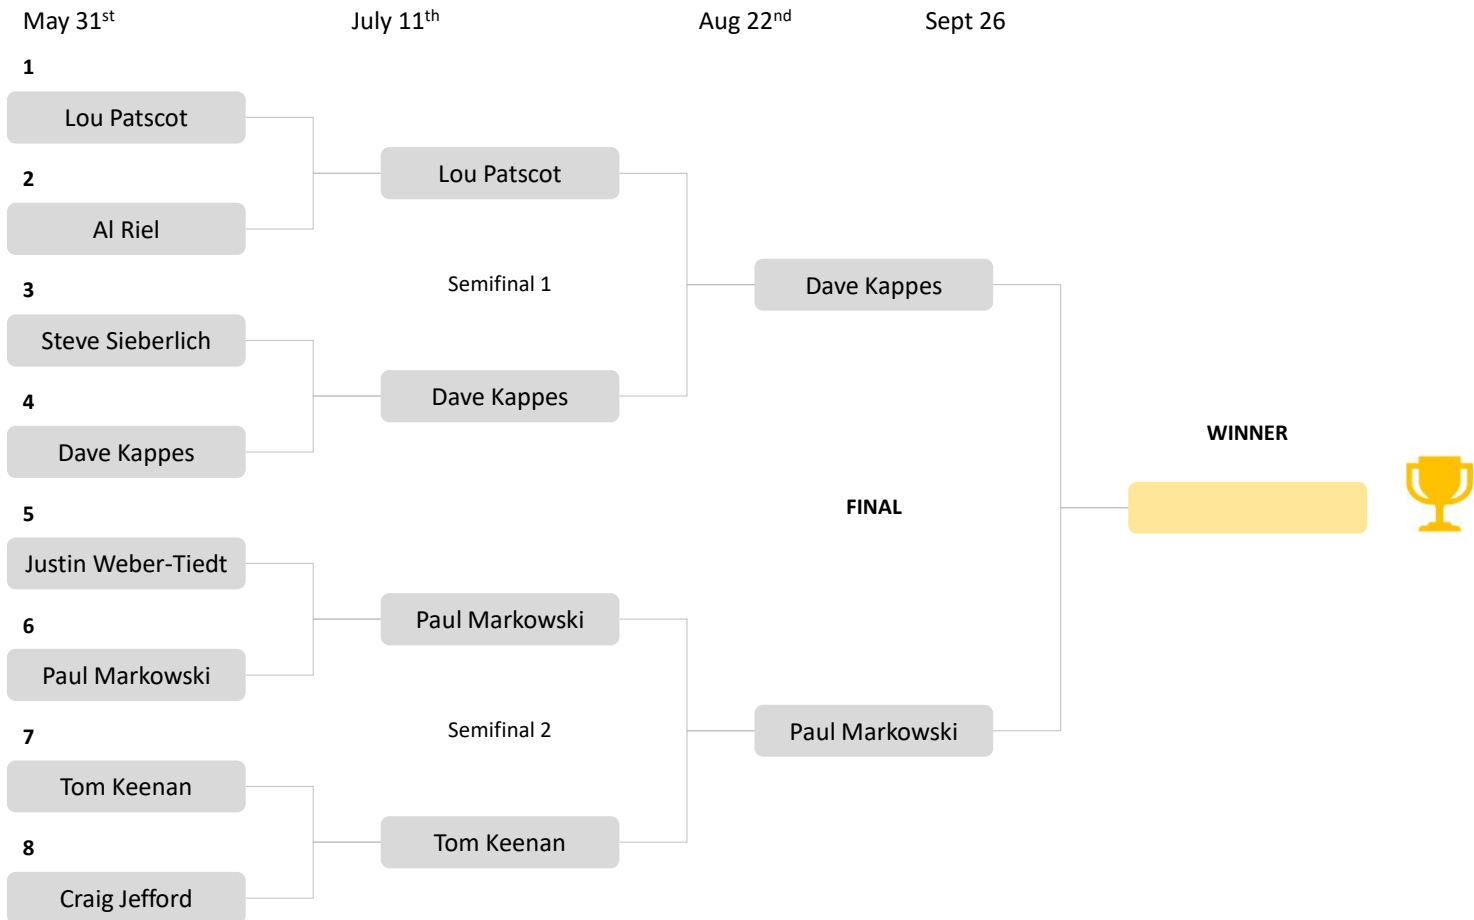 May 31st
July 11th
Aug 22nd
Sept 26
1
Lou Patscot
2
Al Riel
3
Steve Sieberlich
4
Dave Kappes
5
Justin Weber-Tiedt
6
Paul Markowski
7
Tom Keenan
8
Craig Jefford
Lou Patscot
Semifinal 1
Dave Kappes
Paul Markowski
Semifinal 2
Tom Keenan
Dave Kappes
FINAL
Paul Markowski
WINNER